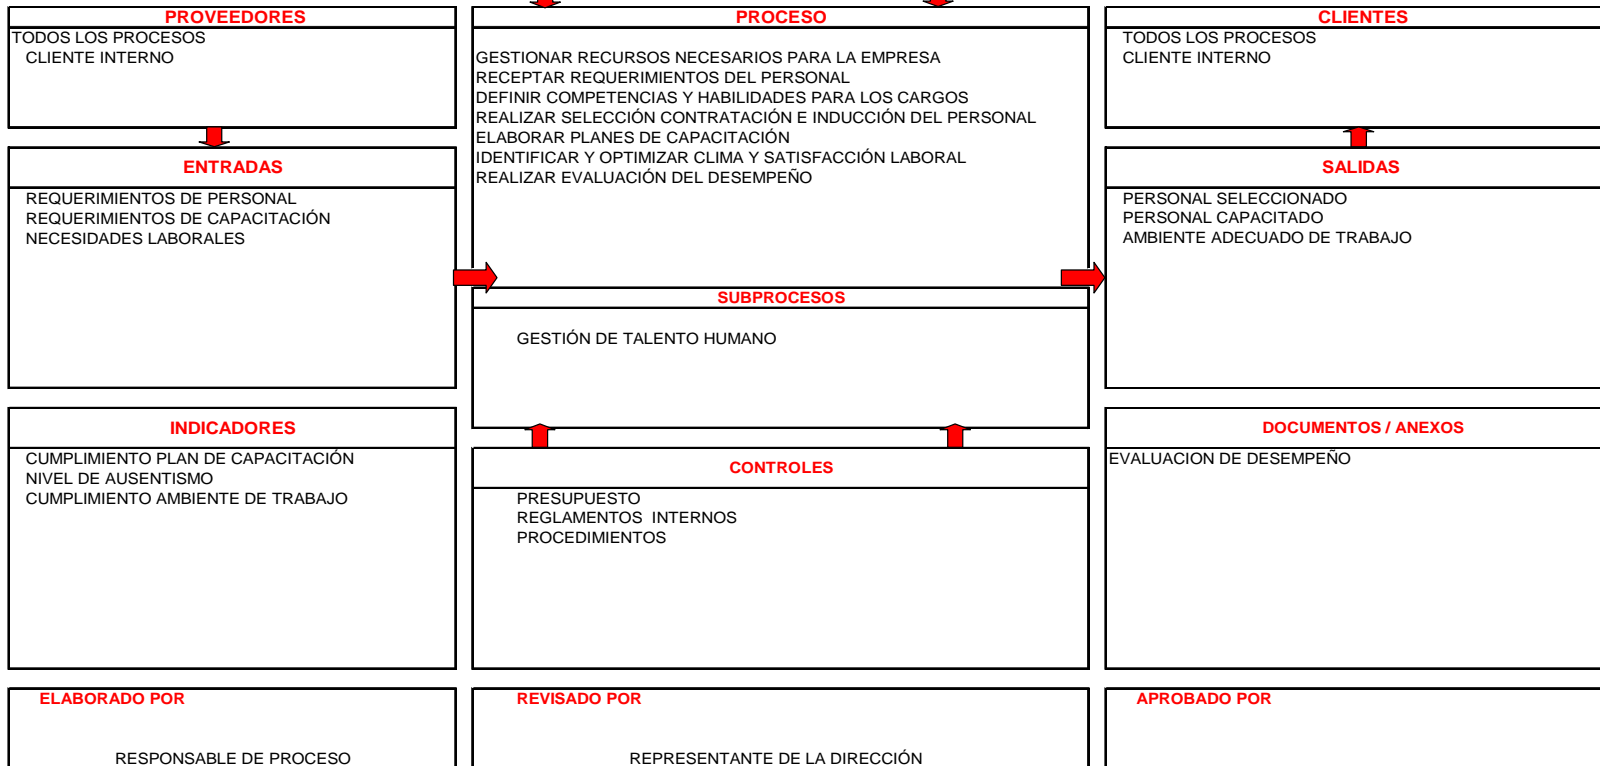 PROVEEDORES
TODOS LOS PROCESOS
CLIENTE INTERNO
ENTRADAS
REQUERIMIENTOS DE PERSONAL
REQUERIMIENTOS DE CAPACITACIÓN
NECESIDADES LABORALES
INDICADORES
CUMPLIMIENTO PLAN DE CAPACITACIÓN
NIVEL DE AUSENTISMO
CUMPLIMIENTO AMBIENTE DE TRABAJO
PROCESO
GESTIONAR RECURSOS NECESARIOS PARA LA EMPRESA
RECEPTAR REQUERIMIENTOS DEL PERSONAL
DEFINIR COMPETENCIAS Y HABILIDADES PARA LOS CARGOS
REALIZAR SELECCIÓN CONTRATACIÓN E INDUCCIÓN DEL PERSONAL
ELABORAR PLANES DE CAPACITACIÓN
IDENTIFICAR Y OPTIMIZAR CLIMA Y SATISFACCIÓN LABORAL
REALIZAR EVALUACIÓN DEL DESEMPEÑO
SUBPROCESOS
GESTIÓN DE TALENTO HUMANO
CONTROLES
PRESUPUESTO
REGLAMENTOS  INTERNOS
PROCEDIMIENTOS
CLIENTES
TODOS LOS PROCESOS
CLIENTE INTERNO
SALIDAS
PERSONAL SELECCIONADO
PERSONAL CAPACITADO
AMBIENTE ADECUADO DE TRABAJO
DOCUMENTOS / ANEXOS
EVALUACION DE DESEMPEÑO
ELABORADO POR
RESPONSABLE DE PROCESO
REVISADO POR
REPRESENTANTE DE LA DIRECCIÓN
APROBADO POR